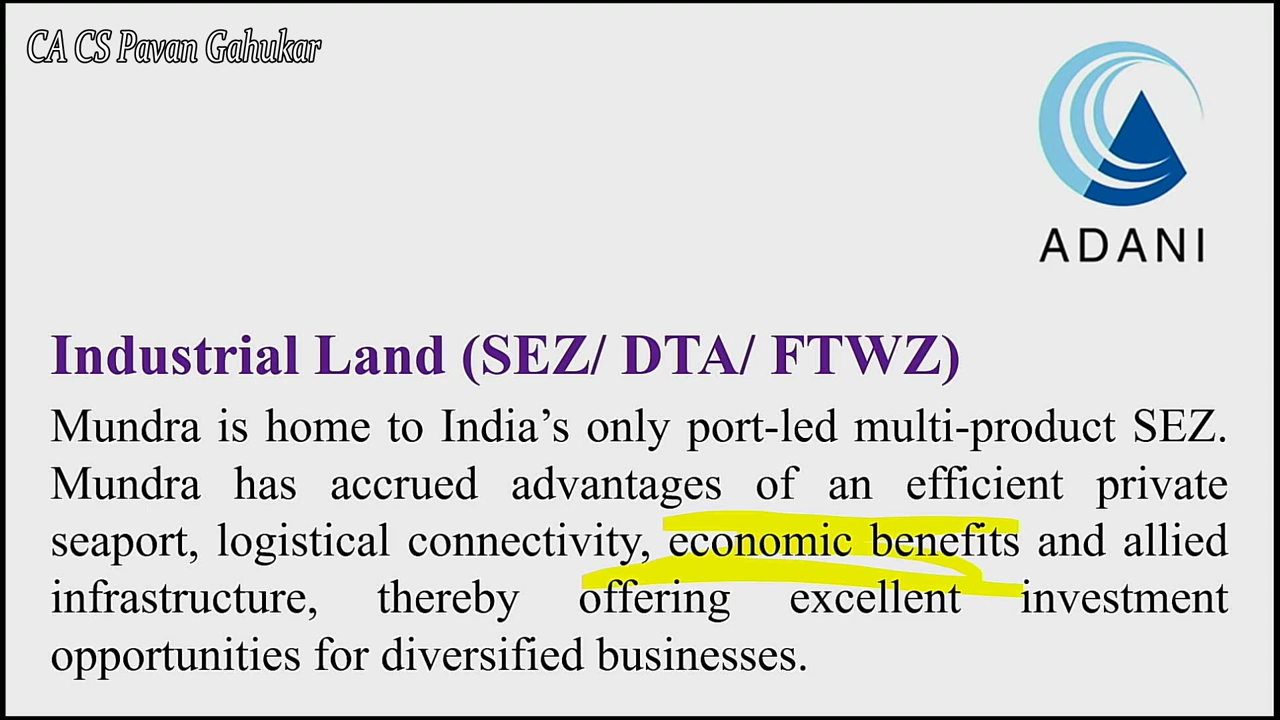 CA CS Pavan Gahukar
ADANI
Industrial Land (SEZ/ DTA/ FTWZ)
Mundra is home to India’s only port-led multi-product SEZ.
Mundra has accrued advantages of an efficient private
seaport, logistical connectivity, economic benefits and allied
infrastructure, thereby offering excellent investment
opportunities for diversified businesses.